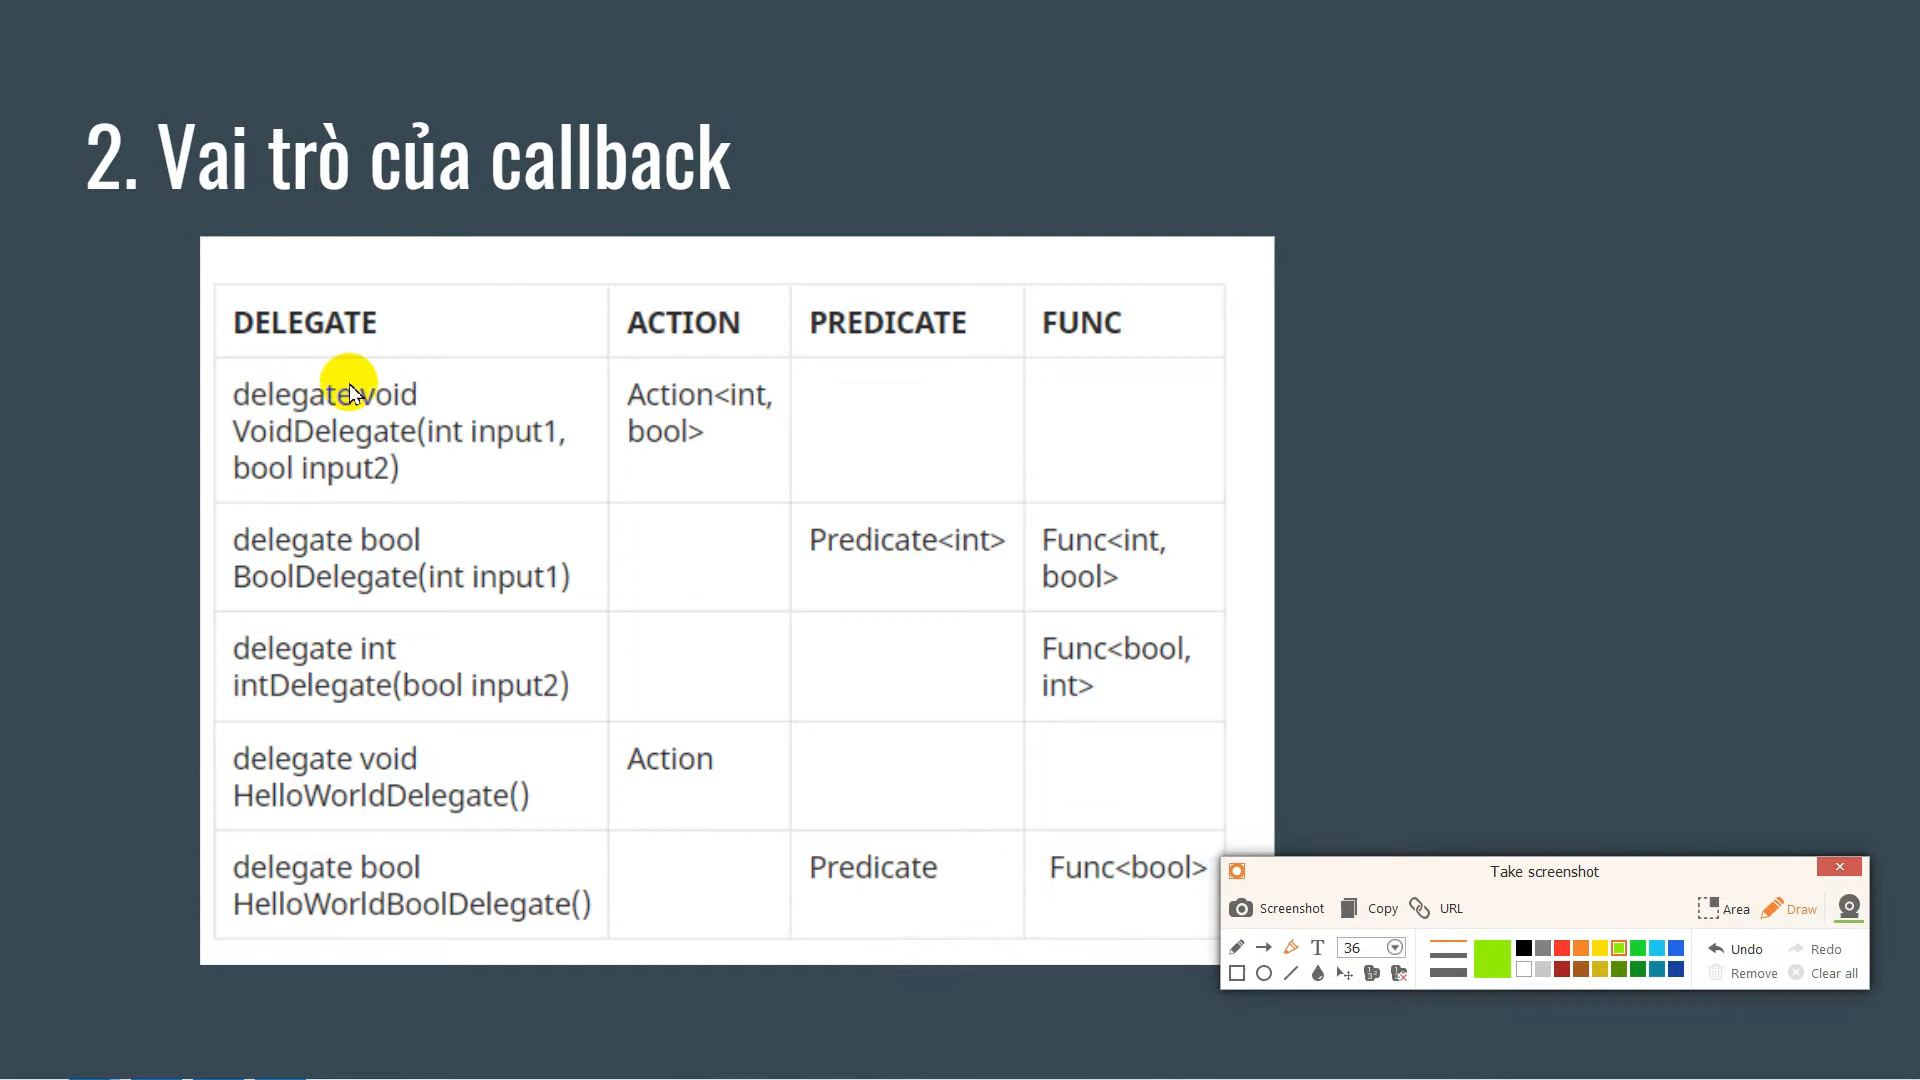 2. Vai trò của callback
DELEGATE ACTION PREDICATE FUNC
delegate void Action<int,
VoidDelegate(int input1, bool>
bool input2)
delegate bool Predicate<int> Func<int,
BoolDelegate(int input1) bool>
delegate int Func<bool,
intDelegate(bool input2) int>
delegate void Action
HelloWorldDelegate()
delegate bool Predicate Func<bool>
HelloWorldBoolDelegate()
Take screenshot
Screenshot Copy URL Area Draw
T 36 Undo Redo
Remove Clear all